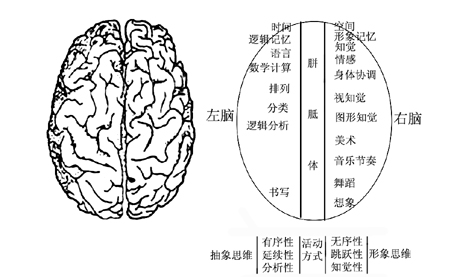 时间
逻辑记忆
语言
数学计算
排列
分类
逻辑分析
书写
左脑
胼
胝
体
空间
形象记忆
知觉
情感
身体协调
视知觉
图形知觉
美术
音乐节奏
舞蹈
想象
右脑
抽象思维
有序性
延续性
分析性
活动
方式
无序性
跳跃性
知觉性
形象思维